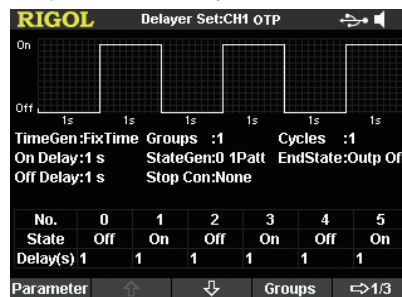 RIGOL Delayer Set:CH1 OTP
On
Off
1s 1s 1s 1s 1s 1s
TimeGen:FixTime Groups :1 Cycles :1
On Delay:1 s StateGen:0 1Patt EndState:Outp Of
Off Delay:1 s Stop Con:None
No. 0 1 2 3 4 5
State Off On Off On Off On
Delay(s) 1 1 1 1 1 1
Parameter Groups 1/3